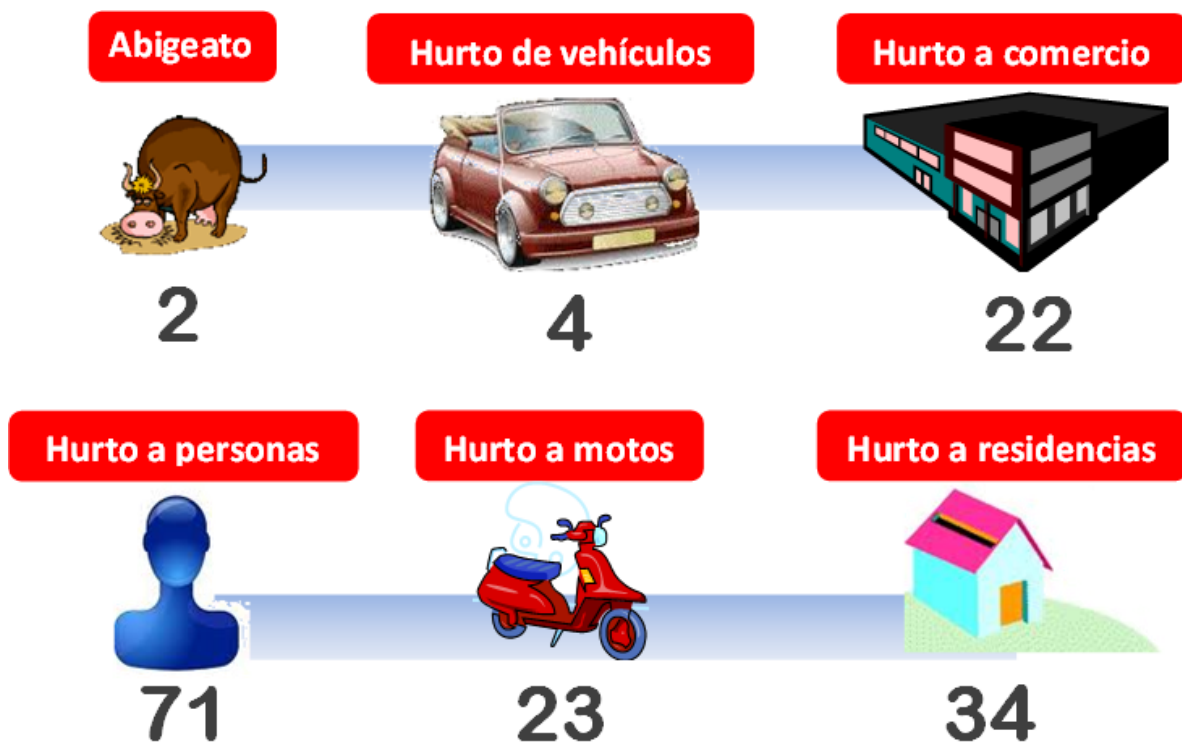 Abigeato
Hurto de vehículos
Hurto a comercio
2
4
22
Hurto a personas
Hurto a motos
Hurto a residencias
71
23
34